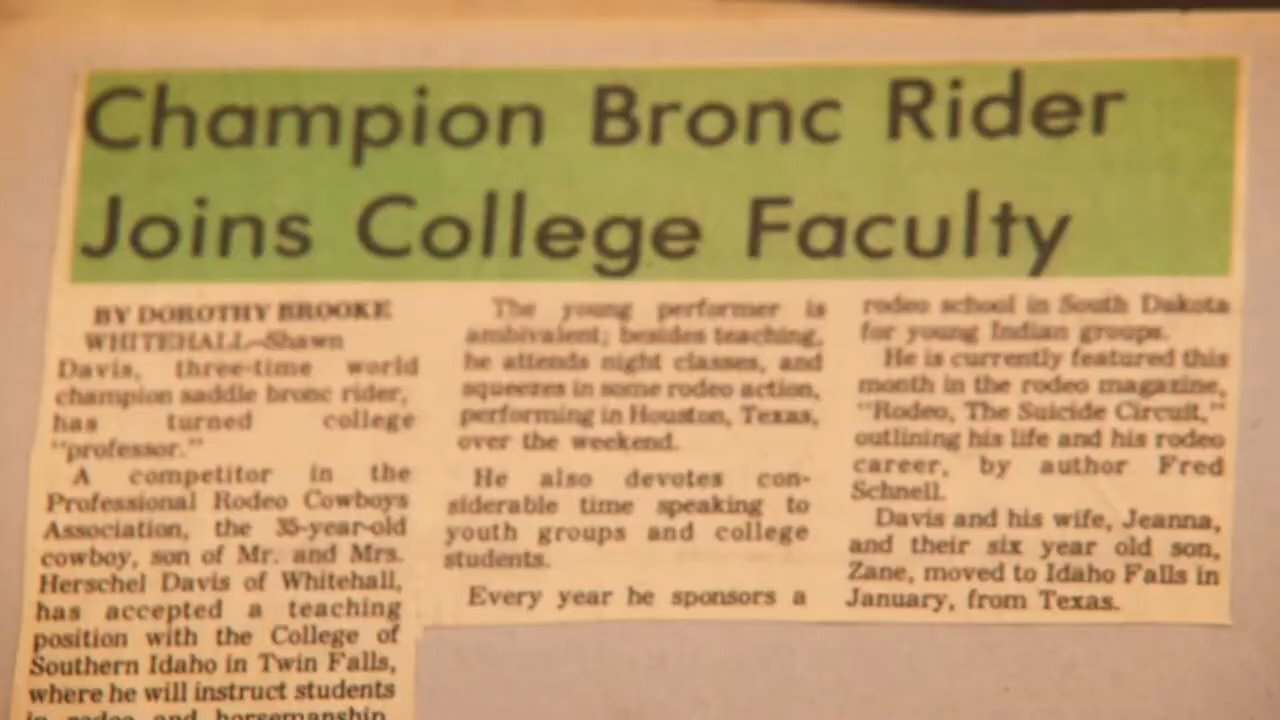 Champion Bronc Rider
Joins College Faculty
BY DOROTHY BROOKE
WHITEHALL—Shawn
Davis, three-time world
champion saddle bronc rider,
has turned college
"professor."
A competitor in the
Professional Rodeo Cowboys
Association, the 35-year-old
cowboy, son of Mr. and Mrs.
Herschel Davis of Whitehall,
has accepted a teaching
position with the College of
Southern Idaho in Twin Falls,
where he will instruct students
in rodeo and horsemanship.
The young performer is
ambivalent; besides teaching,
he attends night classes, and
squeezes in some rodeo action,
performing in Houston, Texas,
over the weekend.
He also devotes con-
siderable time speaking to
youth groups and college
students.
Every year he sponsors a
rodeo school in South Dakota
for young Indian groups.
He is currently featured this
month in the rodeo magazine,
"Rodeo, The Suicide Circuit,"
outlining his life and his rodeo
career, by author Fred
Schnell.
Davis and his wife, Jeanna,
and their six year old son,
Zane, moved to Idaho Falls in
January, from Texas.